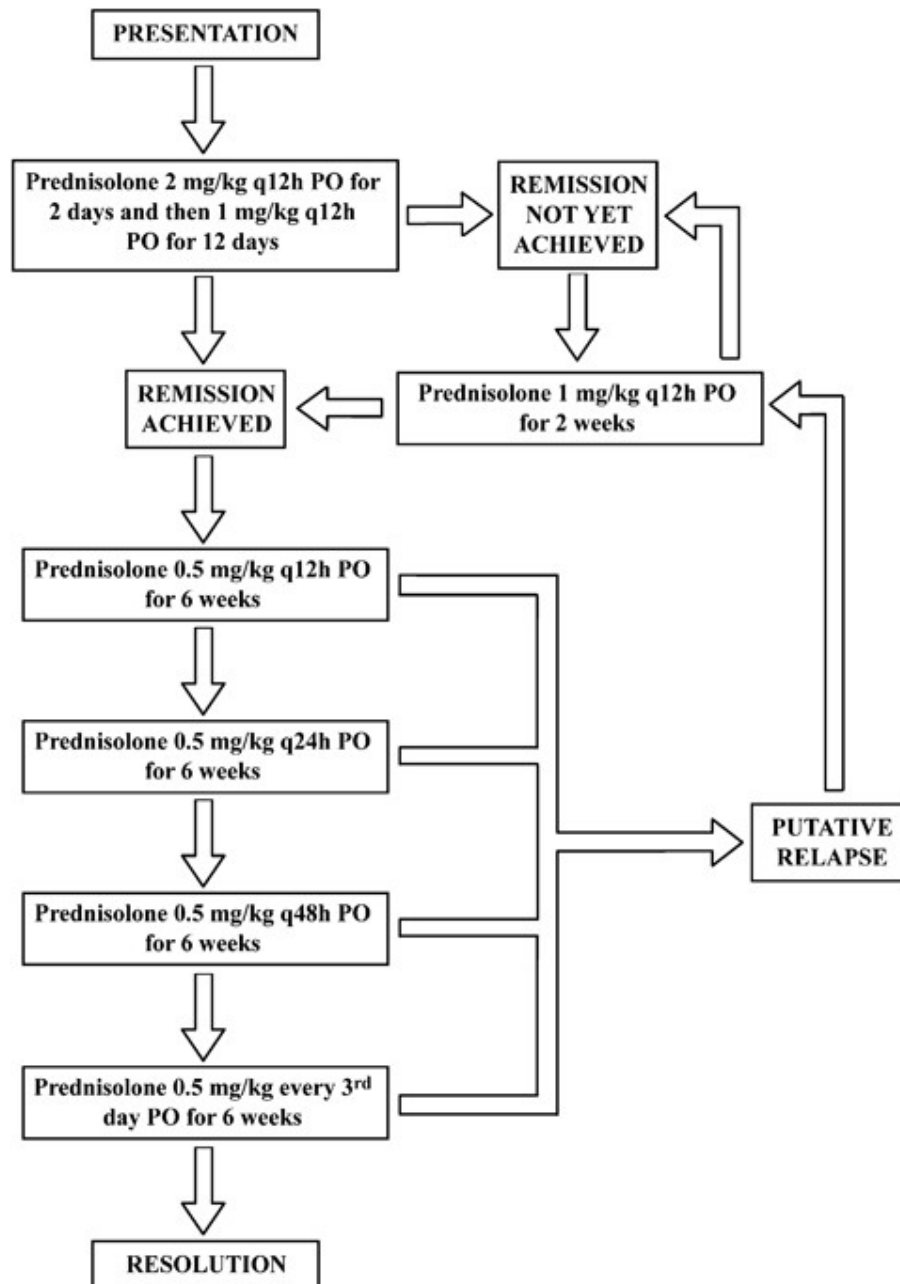 PRESENTATION
Prednisolone 2 mg/kg q12h PO for
2 days and then 1 mg/kg q12h
PO for 12 days
REMISSION
NOT YET
ACHIEVED
REMISSION
ACHIEVED
Prednisolone 1 mg/kg q12h PO
for 2 weeks
Prednisolone 0.5 mg/kg q12h PO
for 6 weeks
Prednisolone 0.5 mg/kg q24h PO
for 6 weeks
PUTATIVE
RELAPSE
Prednisolone 0.5 mg/kg q48h PO
for 6 weeks
Prednisolone 0.5 mg/kg every 3rd
day PO for 6 weeks
RESOLUTION